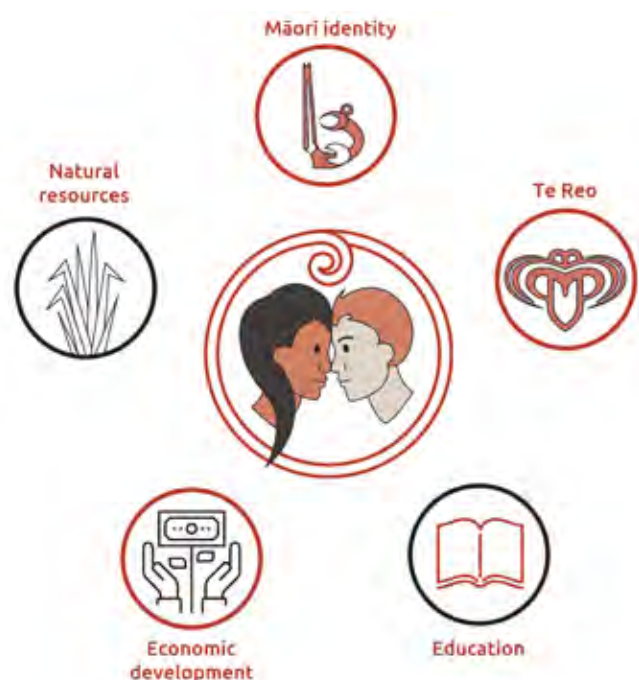 Māori identity
Natural
resources
Te Reo
Economic
development
Education